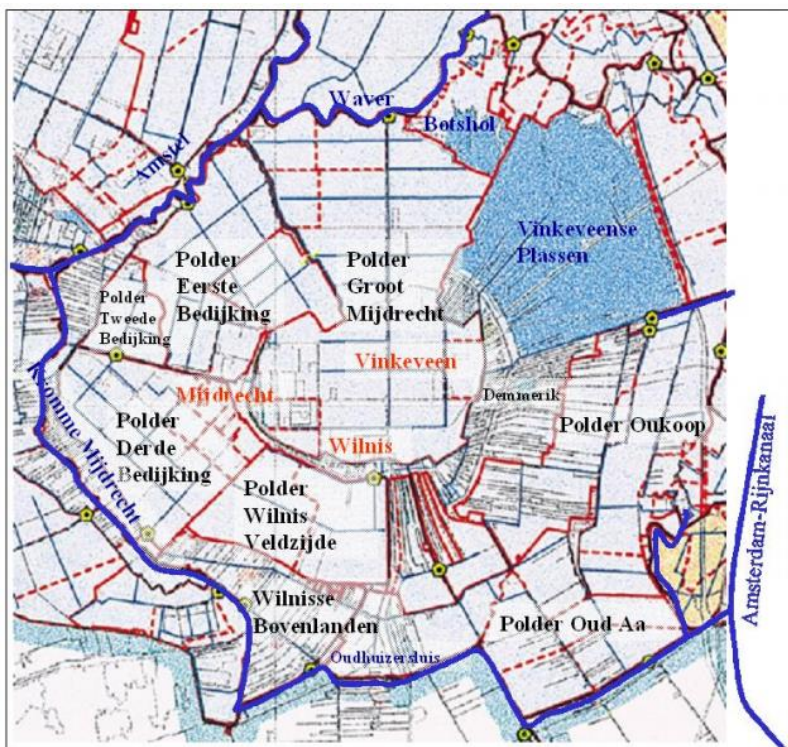 Waver
Botshol
Amstel
Vinkeveense
Plassen
Polder
Eerste
Bedijking
Polder
Groot
Mijdrecht
Polder
Tweede
Bedijking
Vinkeveen
Mijdrecht
Demmerik
Kromme Mijdrecht
Polder
Derde
Bedijking
Wilnis
Polder Oukoop
Polder
Wilnis
Veldzijde
Amsterdam-Rijnkanaal
Wilnisse
Bovenlanden
Polder Oud Aa
Oudhuizersluis